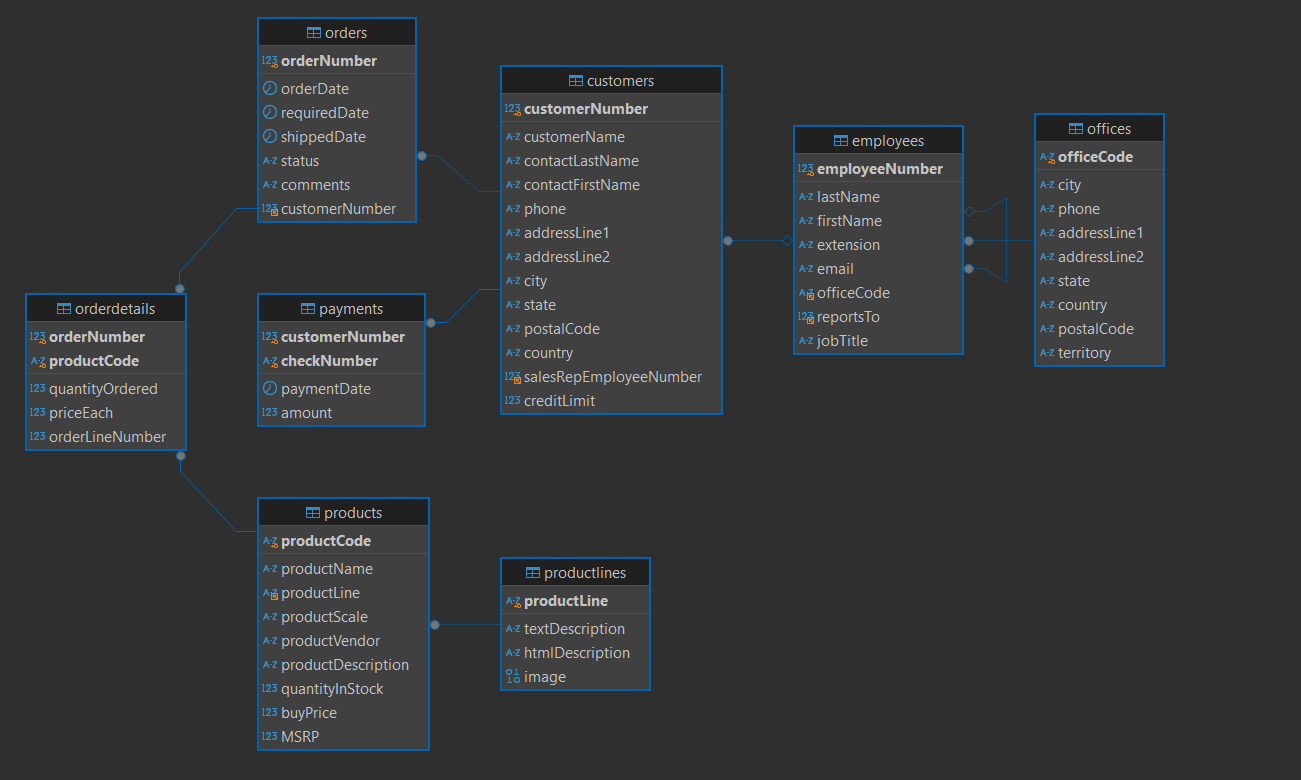 orders
123 orderNumber
orderDate
requiredDate
shippedDate
A-Z status
A-Z comments
123 customerNumber
customers
123 customerNumber
A-Z customerName
A-Z contactLastName
A-Z contactFirstName
A-Z phone
A-Z addressLine1
A-Z addressLine2
A-Z city
A-Z state
A-Z postalCode
A-Z country
123 salesRepEmployeeNumber
123 creditLimit
employees
123 employeeNumber
A-Z lastName
A-Z firstName
A-Z extension
A-Z email
A-Z officeCode
123 reportsTo
A-Z jobTitle
offices
A-Z officeCode
A-Z city
A-Z phone
A-Z addressLine1
A-Z addressLine2
A-Z state
A-Z country
A-Z postalCode
A-Z territory
orderdetails
123 orderNumber
A-Z productCode
123 quantityOrdered
123 priceEach
123 orderLineNumber
payments
123 customerNumber
A-Z checkNumber
paymentDate
123 amount
products
A-Z productCode
A-Z productName
A-Z productLine
A-Z productScale
A-Z productVendor
A-Z productDescription
123 quantityInStock
123 buyPrice
123 MSRP
productlines
A-Z productLine
A-Z textDescription
A-Z htmlDescription
image